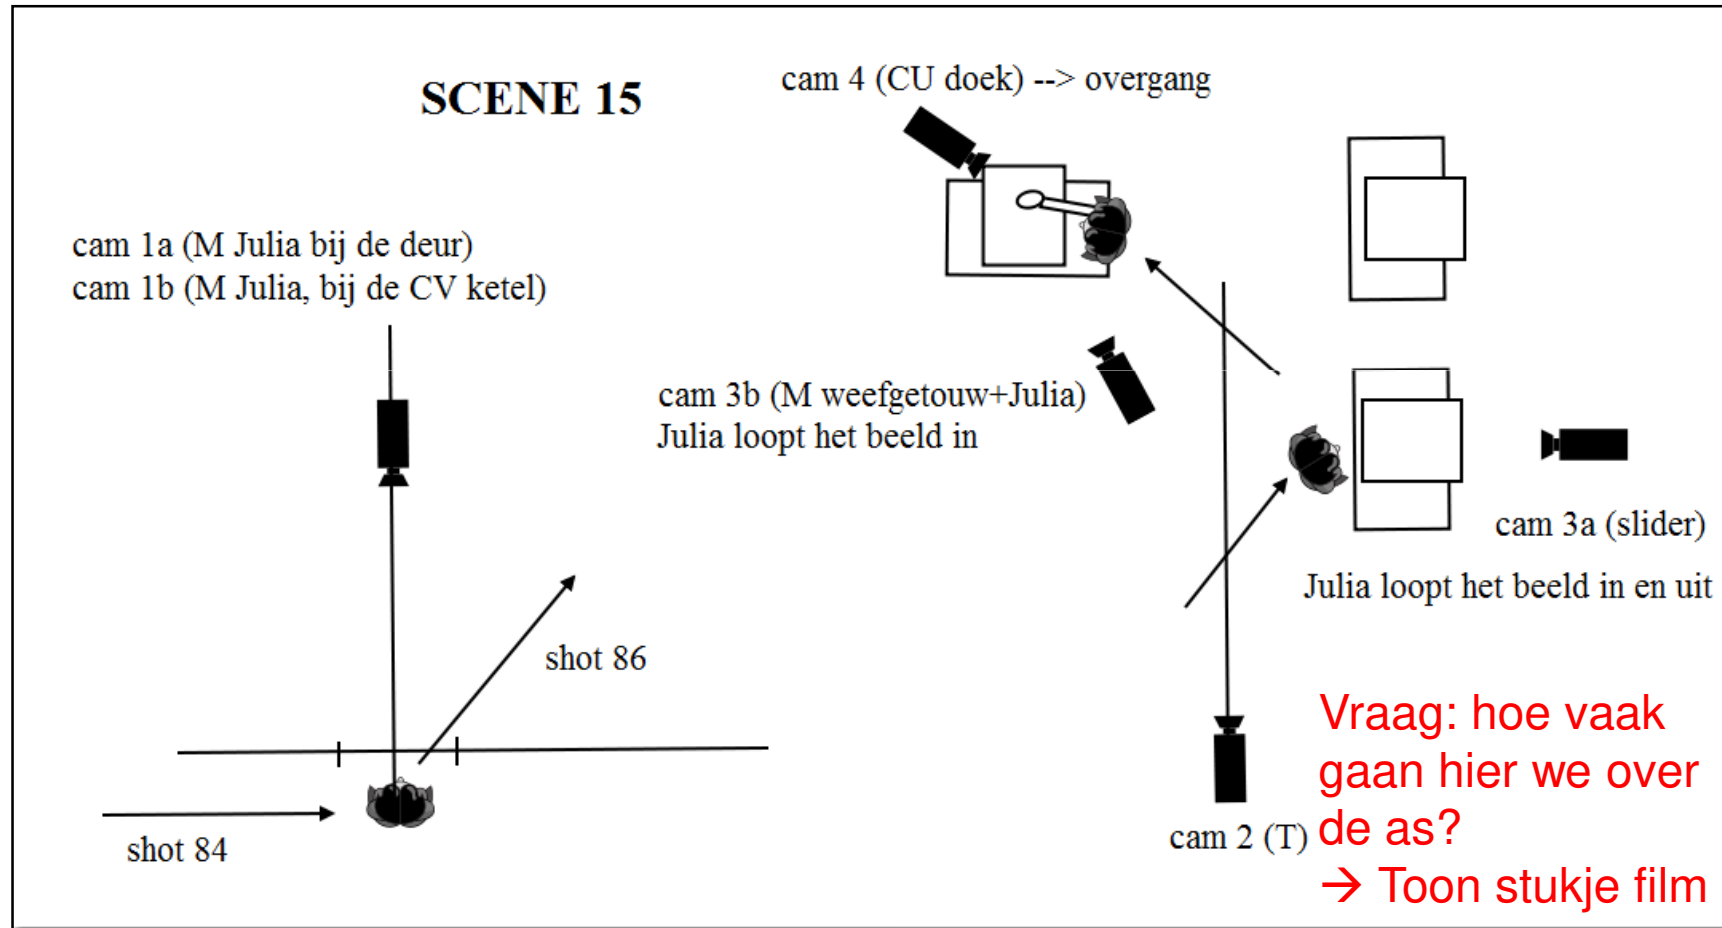 SCENE 15
cam 4 (CU doek) --> overgang
cam 1a (M Julia bij de deur)
cam 1b (M Julia, bij de CV ketel)
cam 3b (M weefgetouw+Julia)
Julia loopt het beeld in
cam 3a (slider)
Julia loopt het beeld in en uit
shot 86
shot 84
cam 2 (T)
Vraag: hoe vaak
gaan hier we over
de as?
→ Toon stukje film